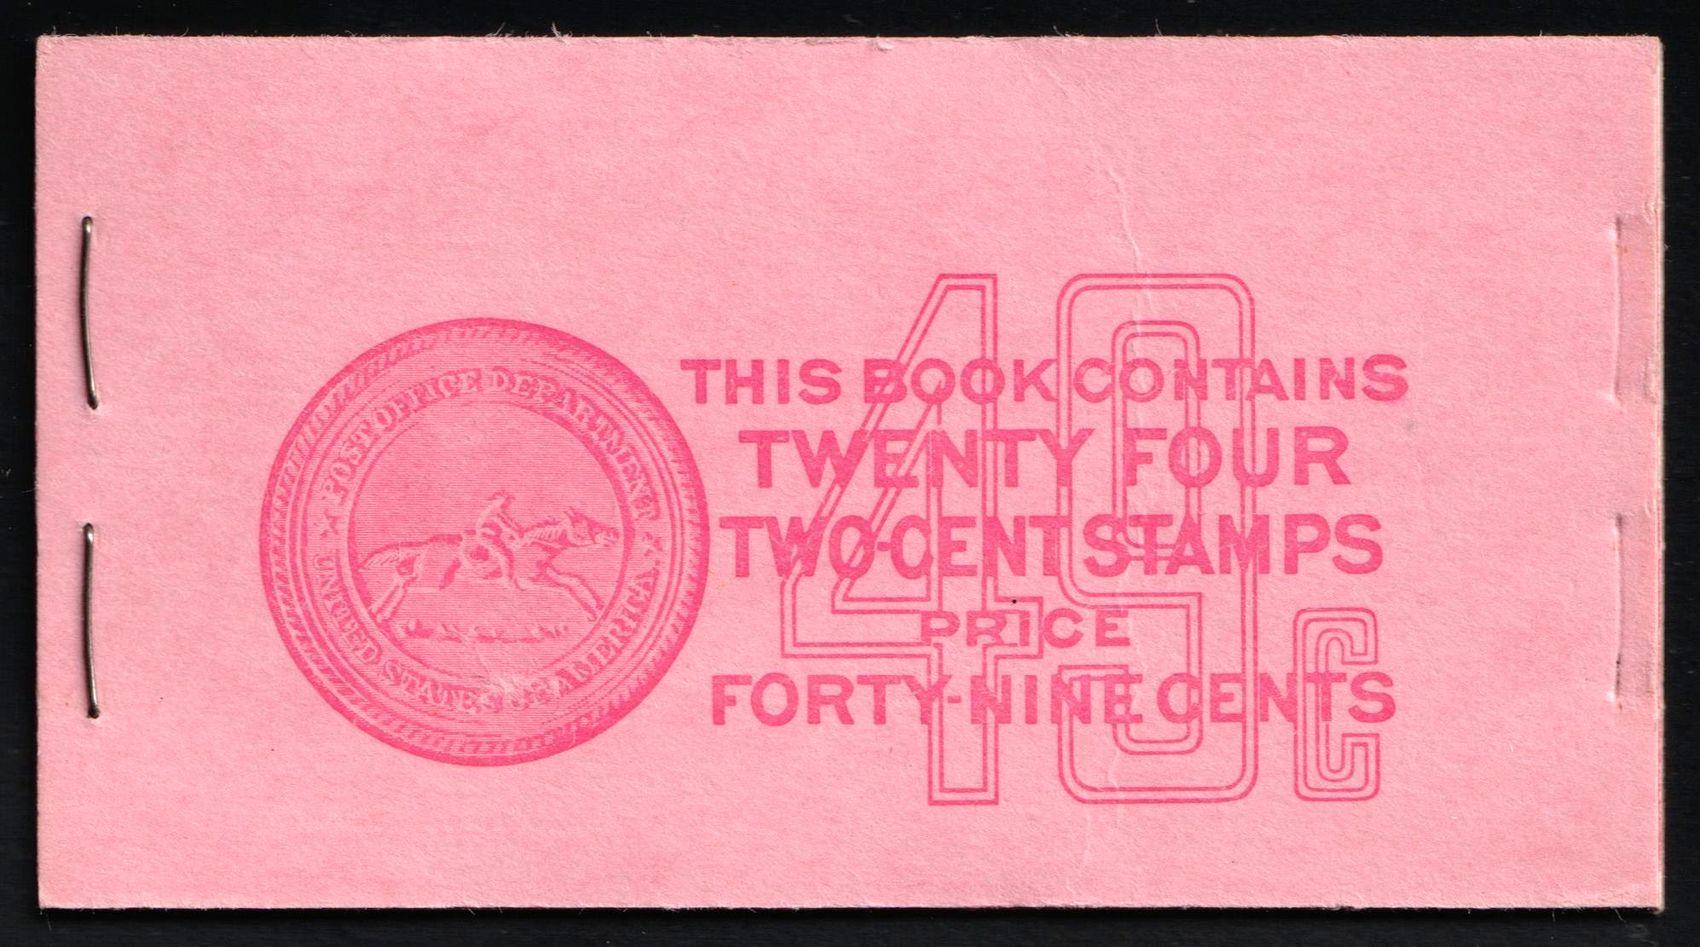 POST OFFICE DEPARTMENT
UNITED STATES OF AMERICA
THIS BOOK CONTAINS
TWENTY FOUR
TWO-CENT STAMPS
PRICE
FORTY-NINE CENTS
49c